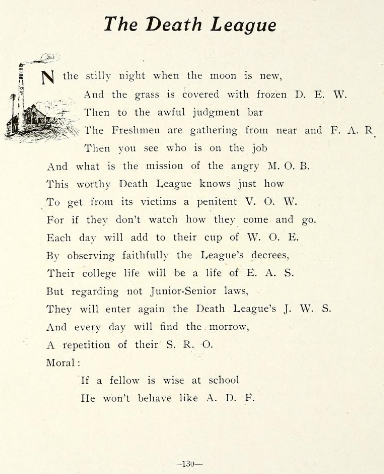 The Death League
IN the stilly night when the moon is new,
And the grass is covered with frozen D. E. W.
Then to the awful judgment bar
The Freshmen are gathering from near and F. A. R.
Then you see who is on the job
And what is the mission of the angry M. O. B.
This worthy Death League knows just how
To get from its victims a penitent V. O. W.
For if they don't watch how they come and go.
Each day will add to their cup of W. O. E.
By observing faithfully the League's decrees,
Their college life will be a life of E. A. S.
But regarding not Junior-Senior laws,
They will enter again the Death League's J. W. S.
And every day will find the morrow,
A repetition of their S. R. O.
Moral:
If a fellow is wise at school
He won't behave like A. D. F.
—130—